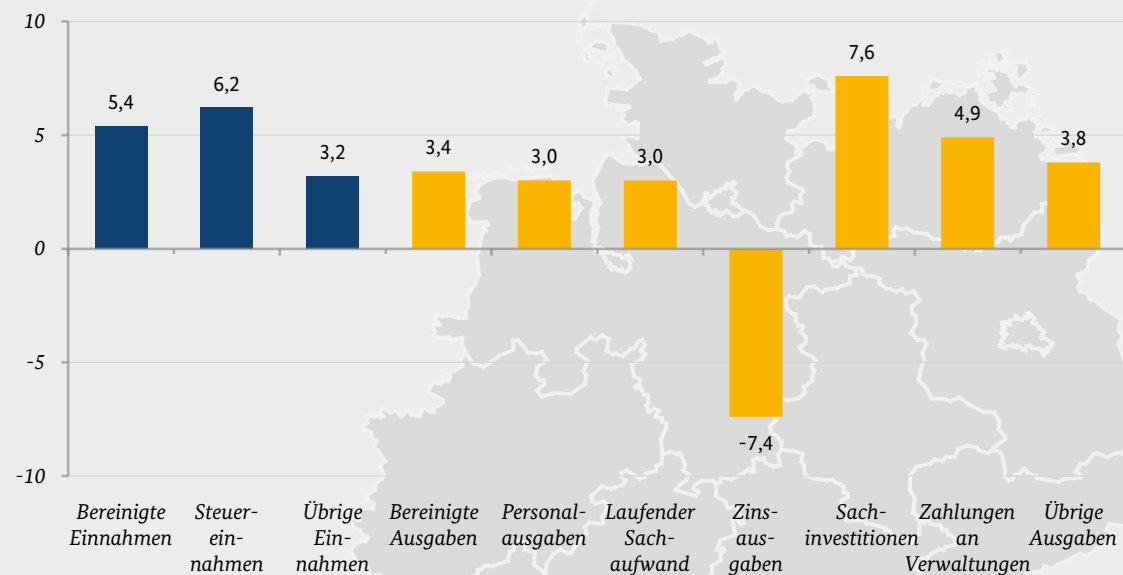 10
5
0
-5
-10
5,4
6,2
3,2
3,4
3,0
3,0
-7,4
7,6
4,9
3,8
Bereinigte
Einnahmen
Steuer-
ein-
nahmen
Übrige
Ein-
nahmen
Bereinigte
Ausgaben
Personal-
ausgaben
Laufender
Sach-
aufwand
Zins-
aus-
gaben
Sach-
investitionen
Zahlungen
an
Verwaltungen
Übrige
Ausgaben